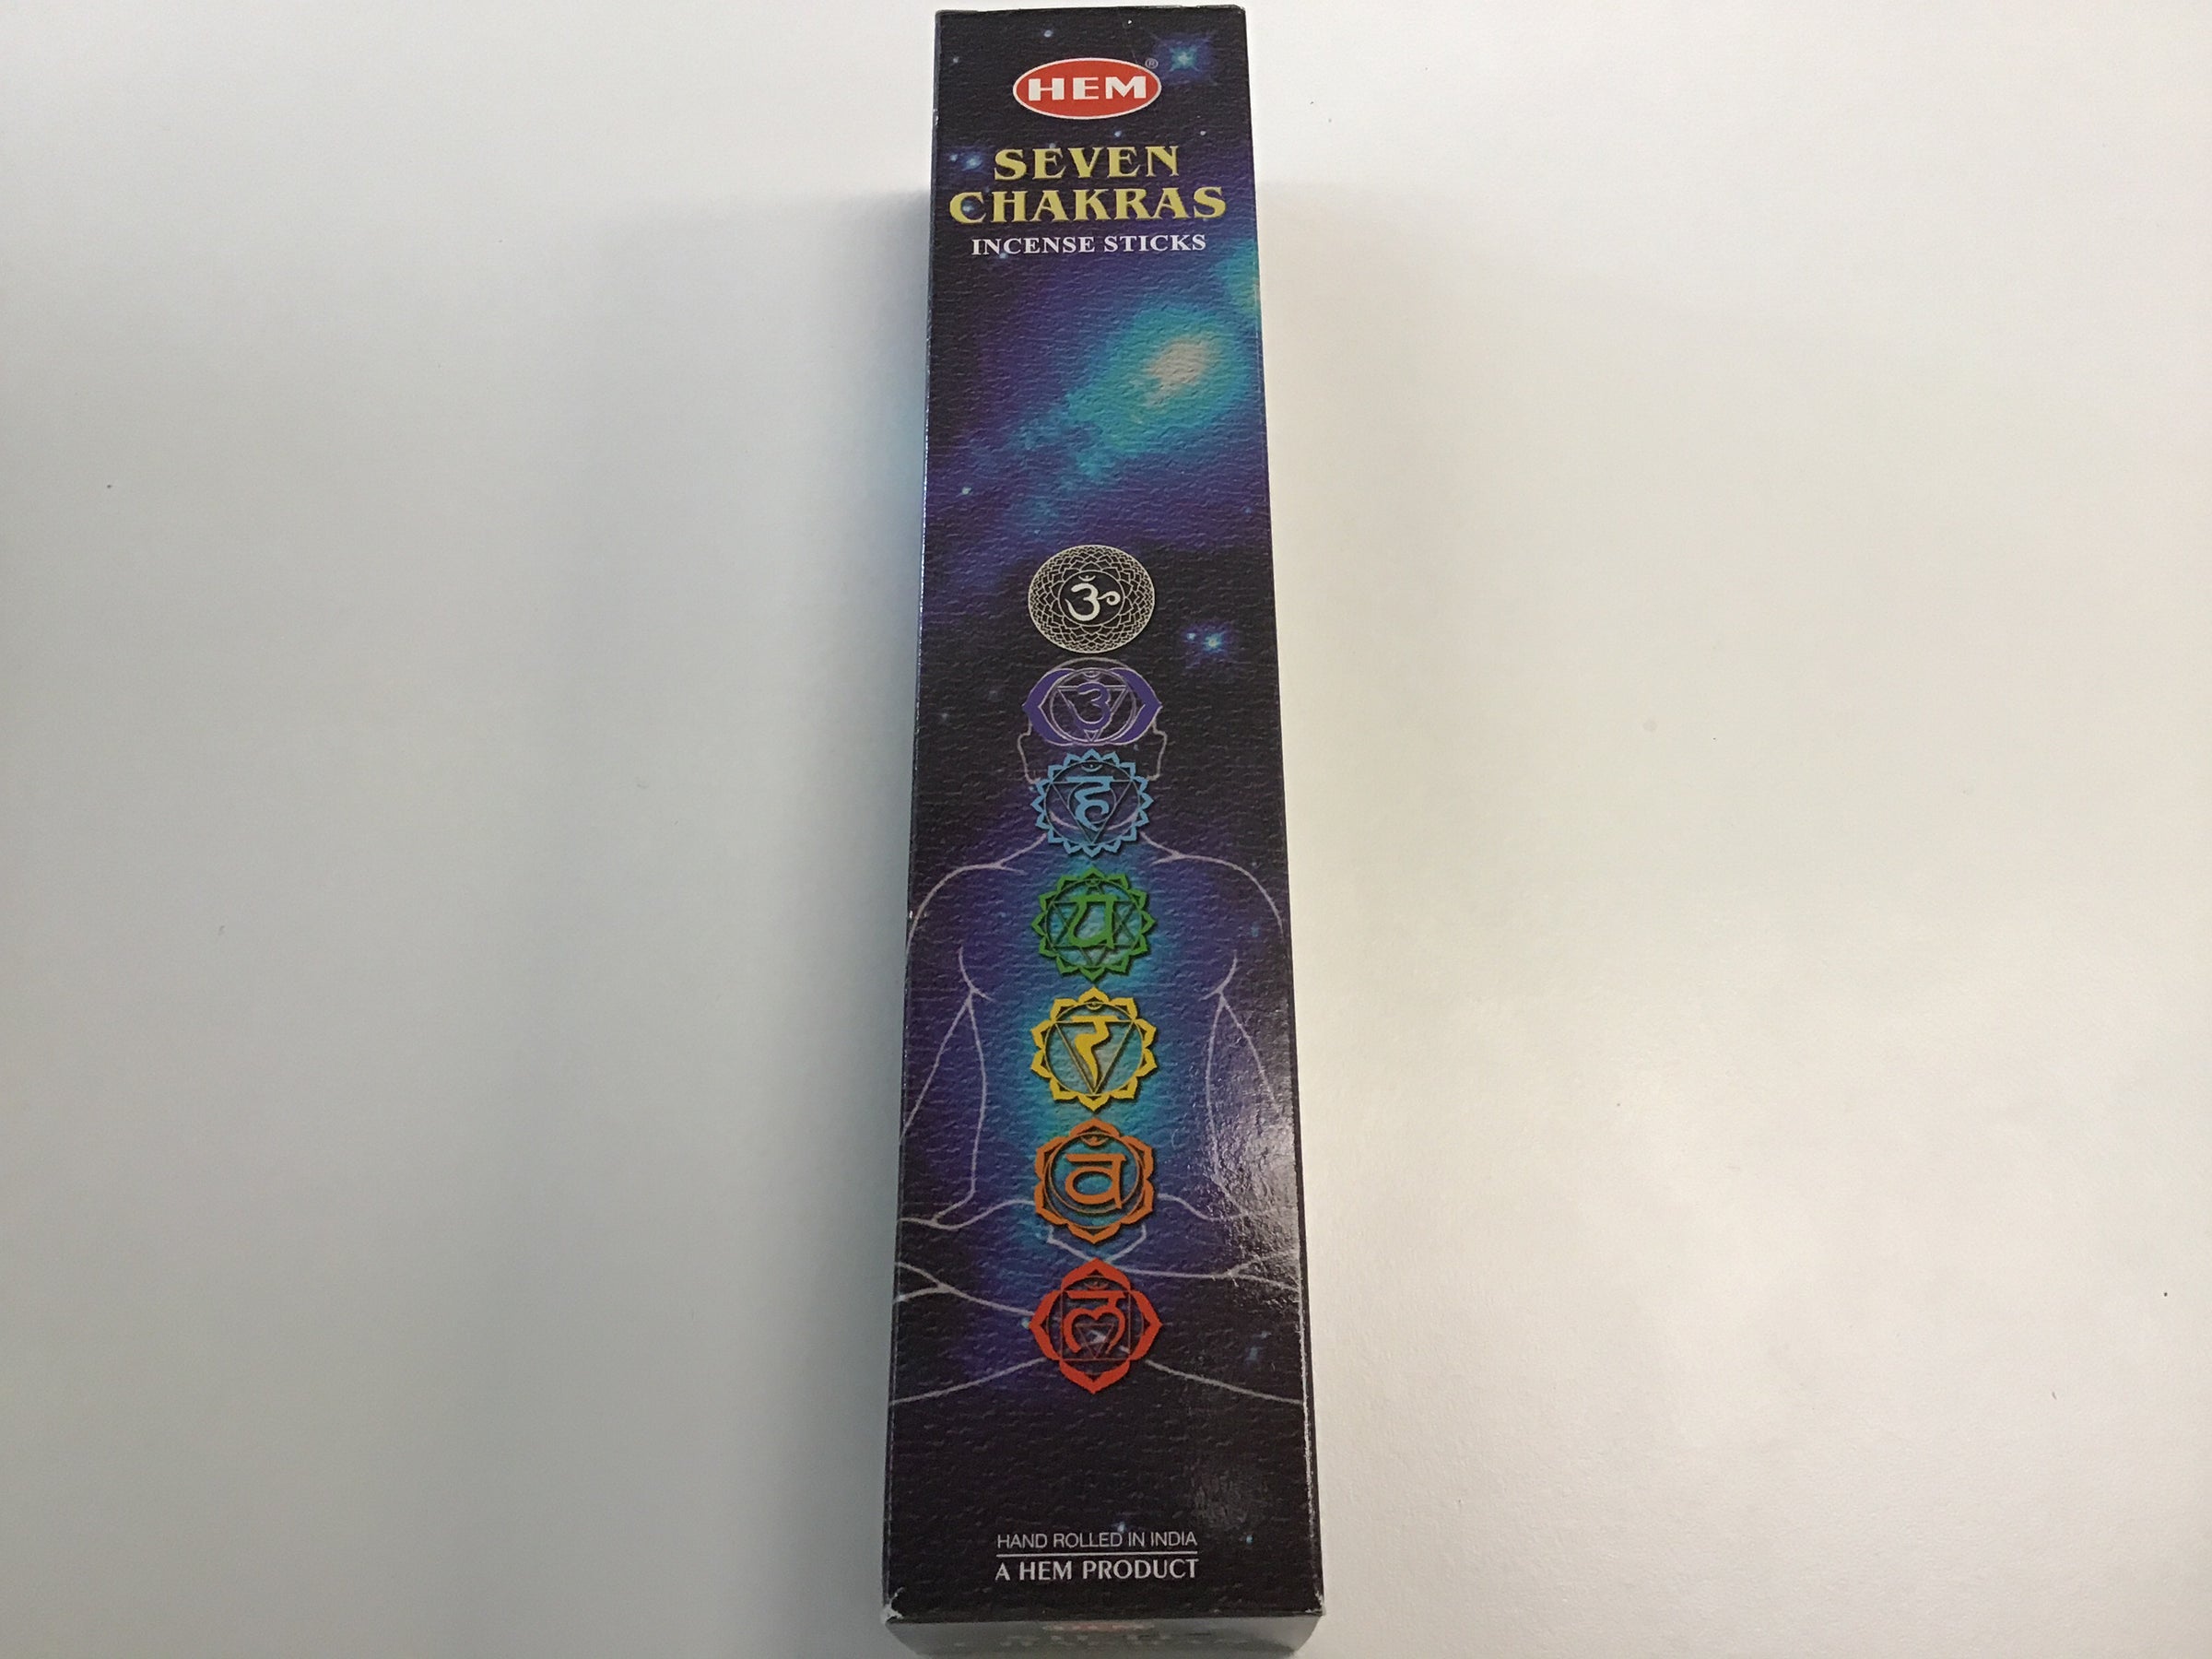 HEM®
SEVEN
CHAKRAS
INCENSE STICKS
ॐ
उ
हं
यं
रं
वं
लं
HAND ROLLED IN INDIA
A HEM PRODUCT